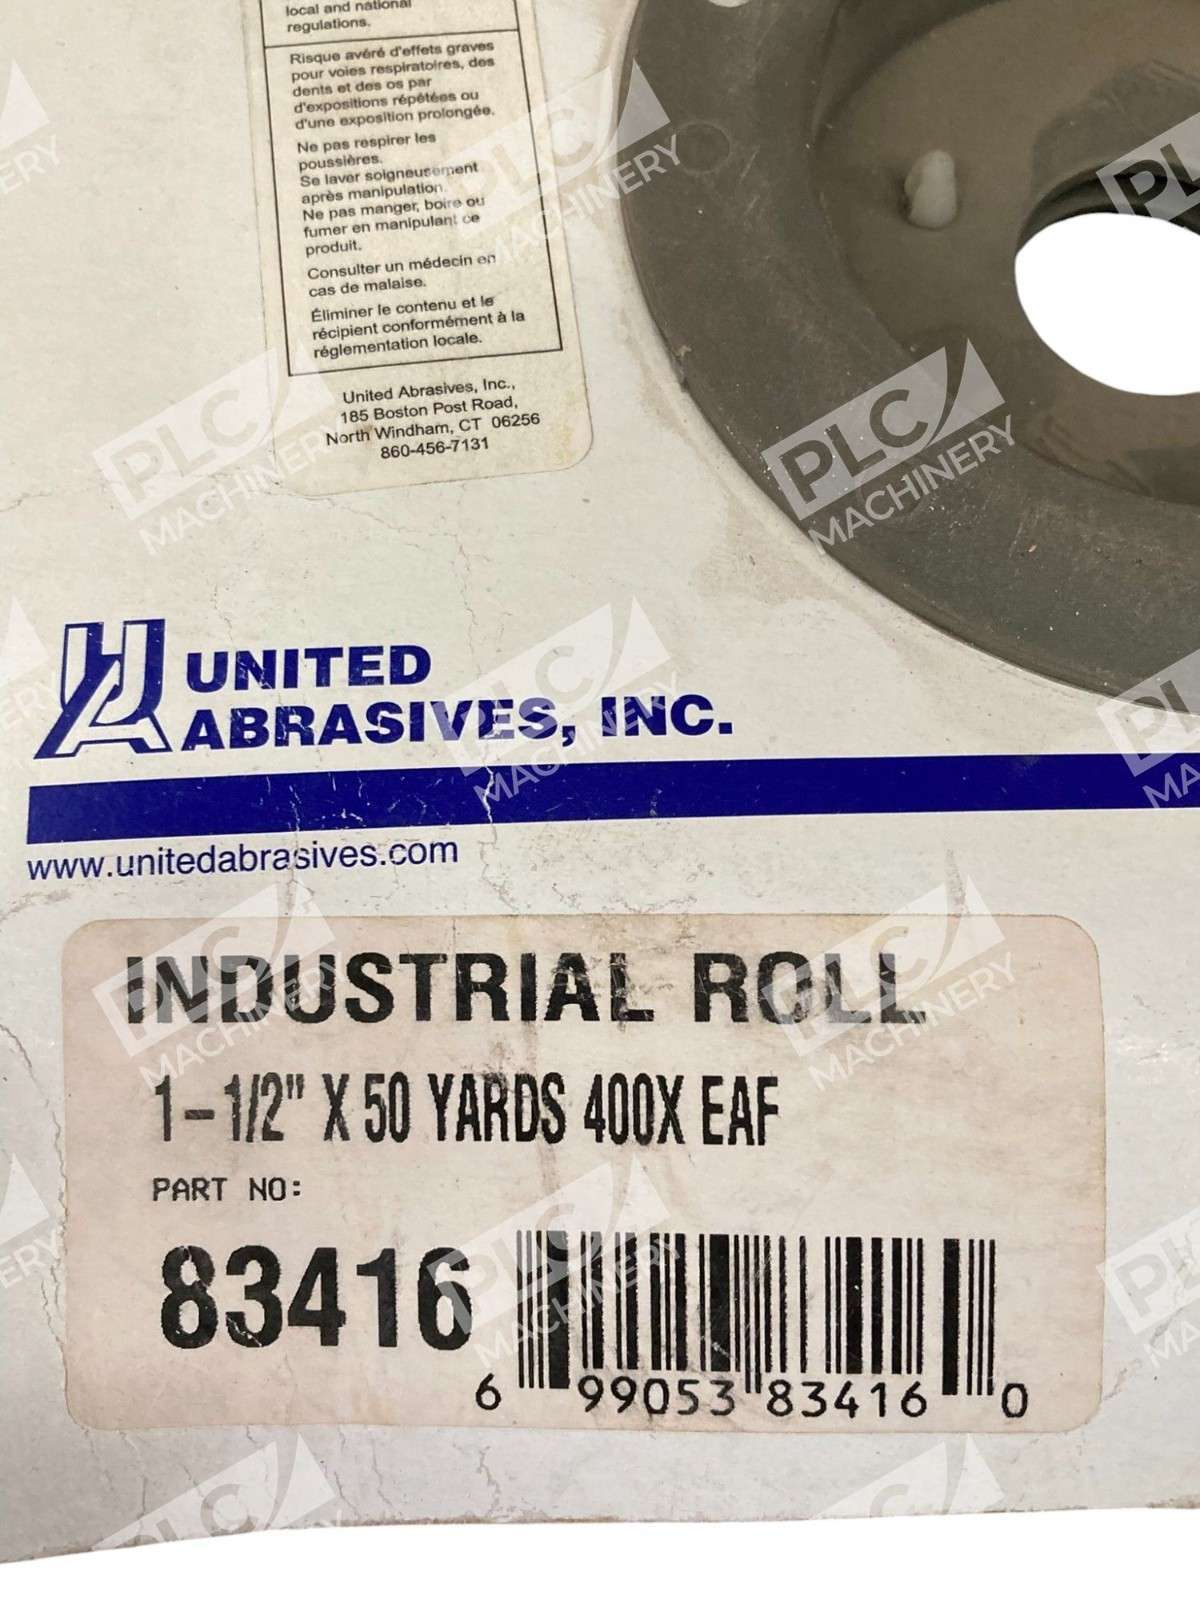 local and national
regulations.
Risque avéré d'effets graves
pour voies respiratoires, des
dents et des os par
d'expositions répétées ou
d'une exposition prolongée.
Ne pas respirer les
poussières.
Se laver soigneusement
après manipulation.
Ne pas manger, boire ou
fumer en manipulant ce
produit.
Consulter un médecin en
cas de malaise.
Éliminer le contenu et le
récipient conformément à la
réglementation locale.
United Abrasives, Inc.,
185 Boston Post Road,
North Windham, CT 06256
860-456-7131
UA
UNITED
ABRASIVES, INC.
www.unitedabrasives.com
INDUSTRIAL ROLL
1-1/2" X 50 YARDS 400X EAF
PART NO:
83416
6 99053 83416 0
PLC MACHINERY